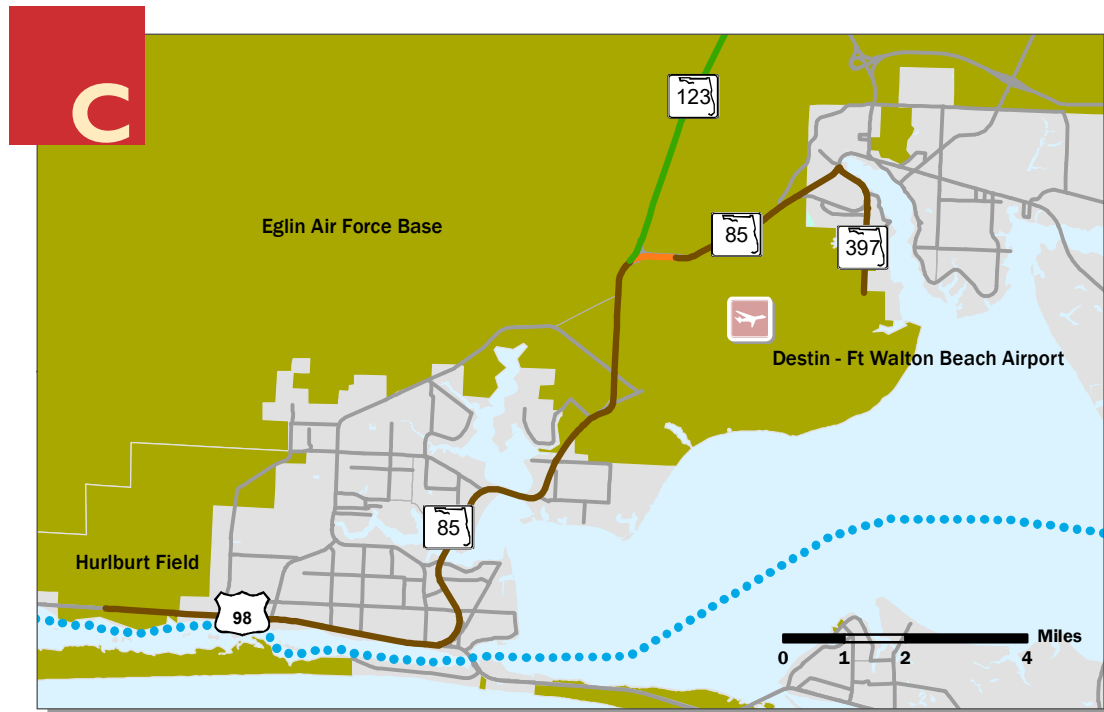 C
123
Eglin Air Force Base
85
397
Destin - Ft Walton Beach Airport
85
Hurlburt Field
98
Miles
0 1 2 4